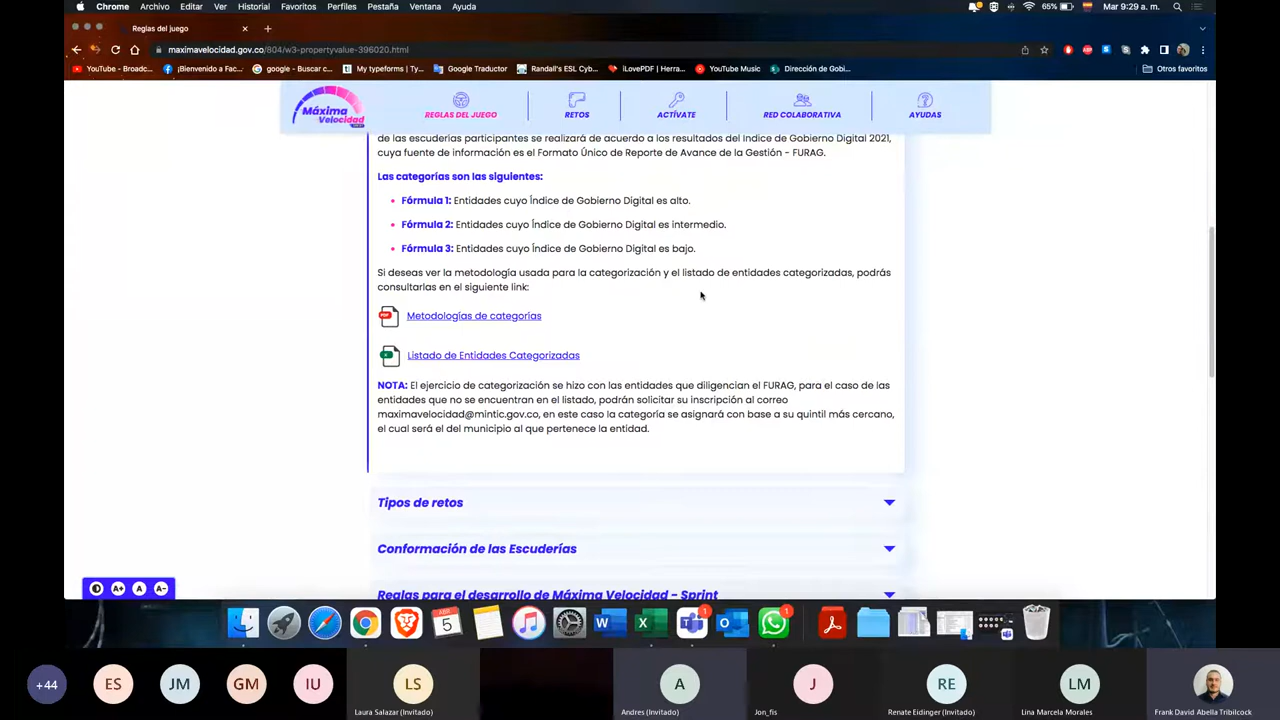 Chrome Archivo Editar Ver Historial Favoritos Perfiles Pestaña Ventana Ayuda 65% Mar 9:29 a. m.
Reglas del juego
maximavelocidad.gov.co/804/w3-propertyvalue-396020.html
YouTube - Broadc... ¡Bienvenido a Fac... google - Buscar c... My typeforms | Ty... Google Traductor Randall's ESL Cyb... iLovePDF | Herra... YouTube Music Dirección de Gobi... Otros favoritos
Máxima
Velocidad
REGLAS DEL JUEGO RETOS ACTÍVATE RED COLABORATIVA AYUDAS
de las escuderías participantes se realizará de acuerdo a los resultados del Índice de Gobierno Digital 2021,
cuya fuente de información es el Formato Único de Reporte de Avance de la Gestión - FURAG.
Las categorías son las siguientes:
Fórmula 1: Entidades cuyo Índice de Gobierno Digital es alto.
Fórmula 2: Entidades cuyo Índice de Gobierno Digital es intermedio.
Fórmula 3: Entidades cuyo Índice de Gobierno Digital es bajo.
Si deseas ver la metodología usada para la categorización y el listado de entidades categorizadas, podrás
consultarlas en el siguiente link:
PDF Metodologías de categorías
X Listado de Entidades Categorizadas
NOTA: El ejercicio de categorización se hizo con las entidades que diligencian el FURAG, para el caso de las
entidades que no se encuentran en el listado, podrán solicitar su inscripción al correo
maximavelocidad@mintic.gov.co, en este caso la categoría se asignará con base a su quintil más cercano,
el cual será el del municipio al que pertenece la entidad.
Tipos de retos
Conformación de las Escuderías
Reglas para el desarrollo de Máxima Velocidad - Sprint
A+ A A-
ABR 5 1 1
+44 ES JM GM IU LS A J RE LM
Laura Salazar (Invitado) Andres (Invitado) Jon_fis Renate Eidinger (Invitado) Lina Marcela Morales Frank David Abella Tribilcock